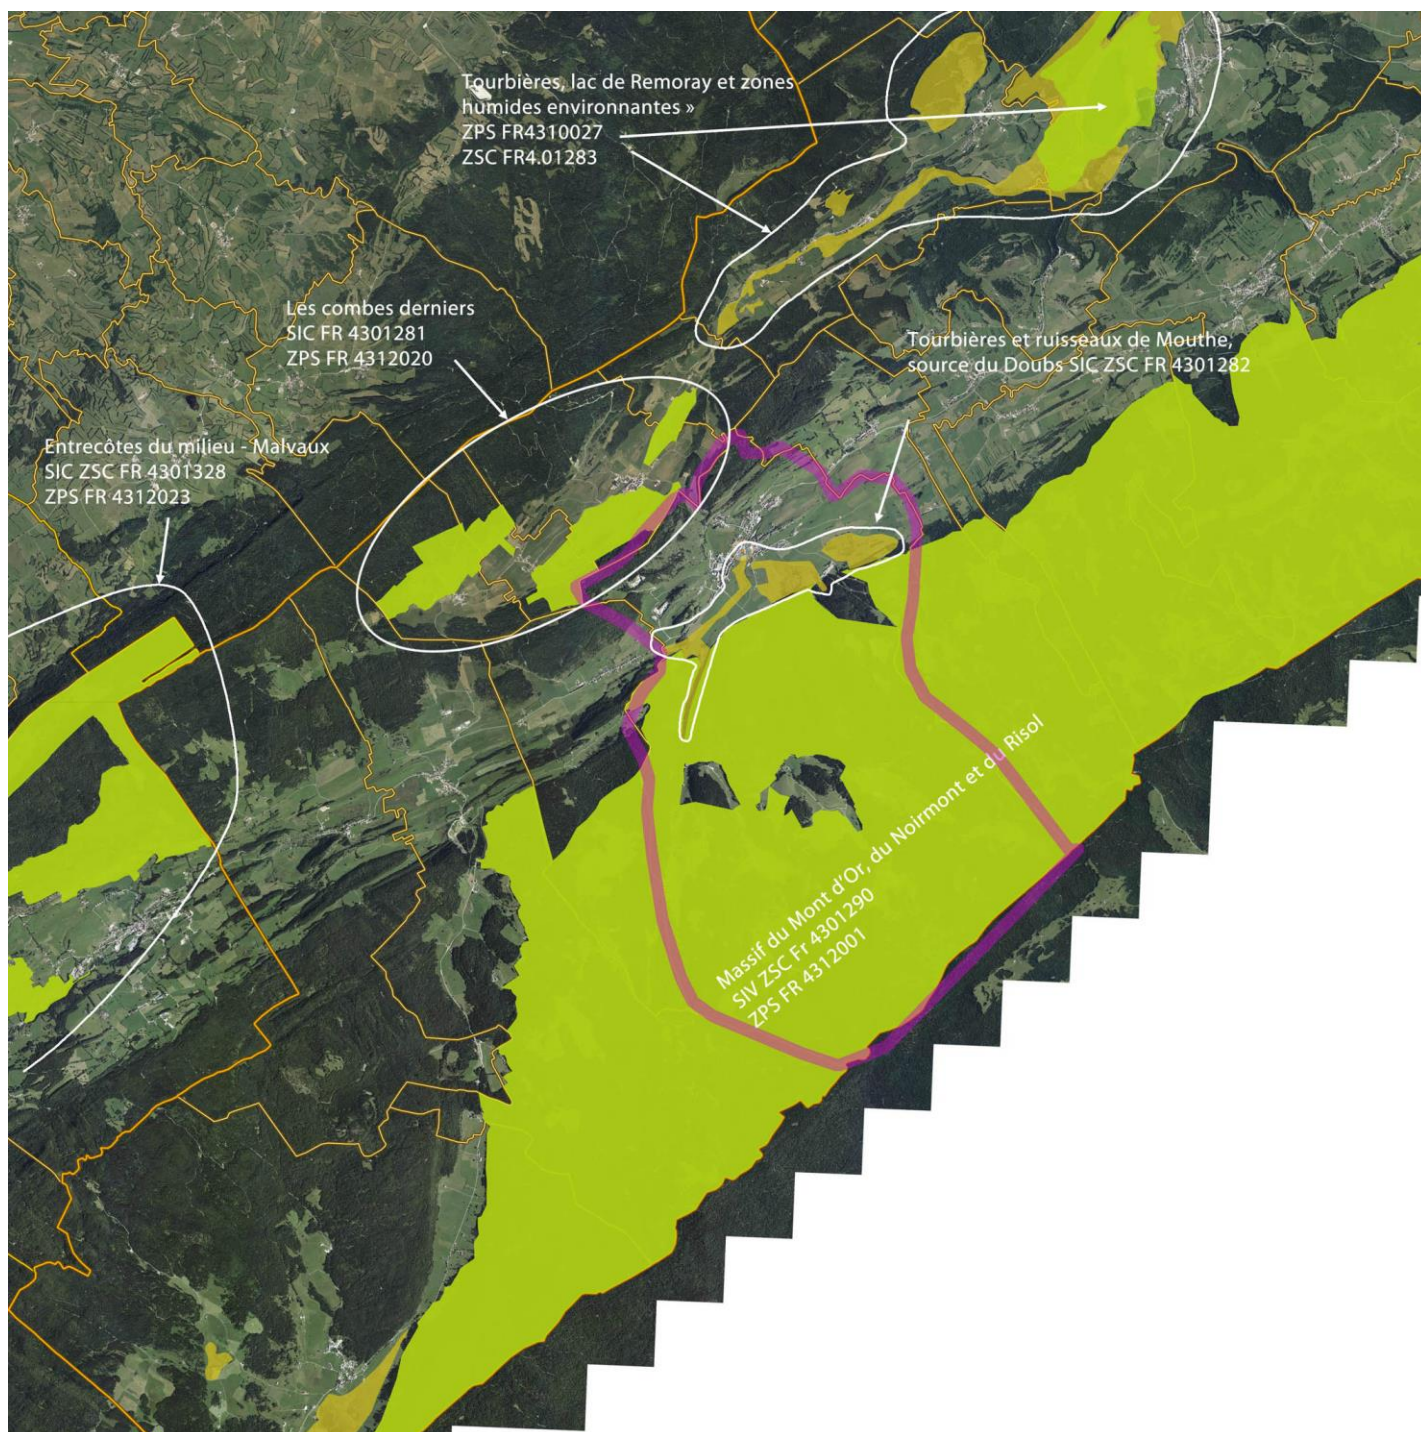 Tourbières, lac de Remoray et zones
humides environnantes »
ZPS FR4310027
ZSC FR4.01283
Les combes derniers
SIC FR 4301281
ZPS FR 4312020
Tourbières et ruisseaux de Mouthe,
source du Doubs SIC ZSC FR 4301282
Entrecôtes du milieu - Malvaux
SIC ZSC FR 4301328
ZPS FR 4312023
Massif du Mont d'Or, du Noirmont et du Risol
SIV ZSC Fr 4301290
ZPS FR 4312001